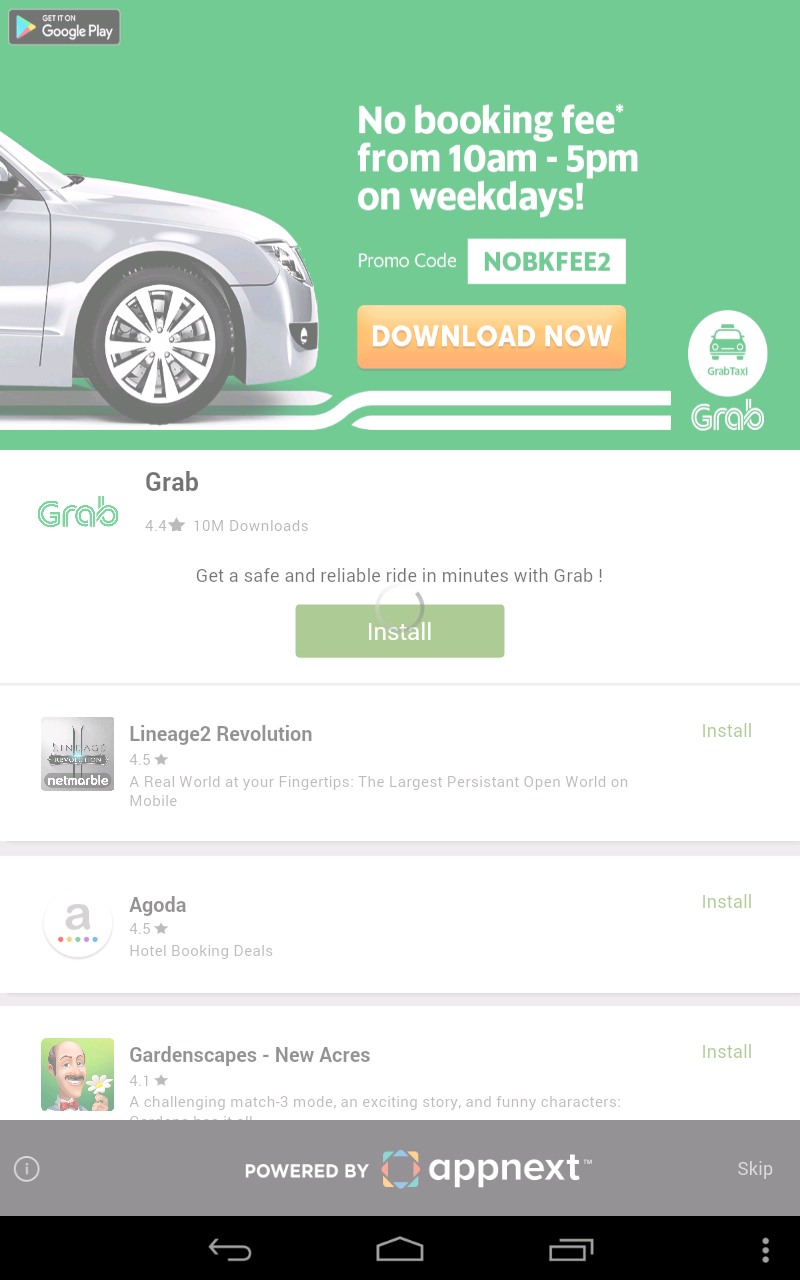 GET IT ON
Google Play
No booking fee*
from 10am - 5pm
on weekdays!
Promo Code NOBKFEE2
DOWNLOAD NOW
GrabTaxi
Grab
Grab
Grab
4.4 10M Downloads
Get a safe and reliable ride in minutes with Grab !
Install
LINEAGE
REVOLUTION
netmarble
Lineage2 Revolution
Install
4.5
A Real World at your Fingertips: The Largest Persistant Open World on
Mobile
a
Agoda
Install
4.5
Hotel Booking Deals
Gardenscapes - New Acres
Install
4.1
A challenging match-3 mode, an exciting story, and funny characters:
POWERED BY appnext™
Skip